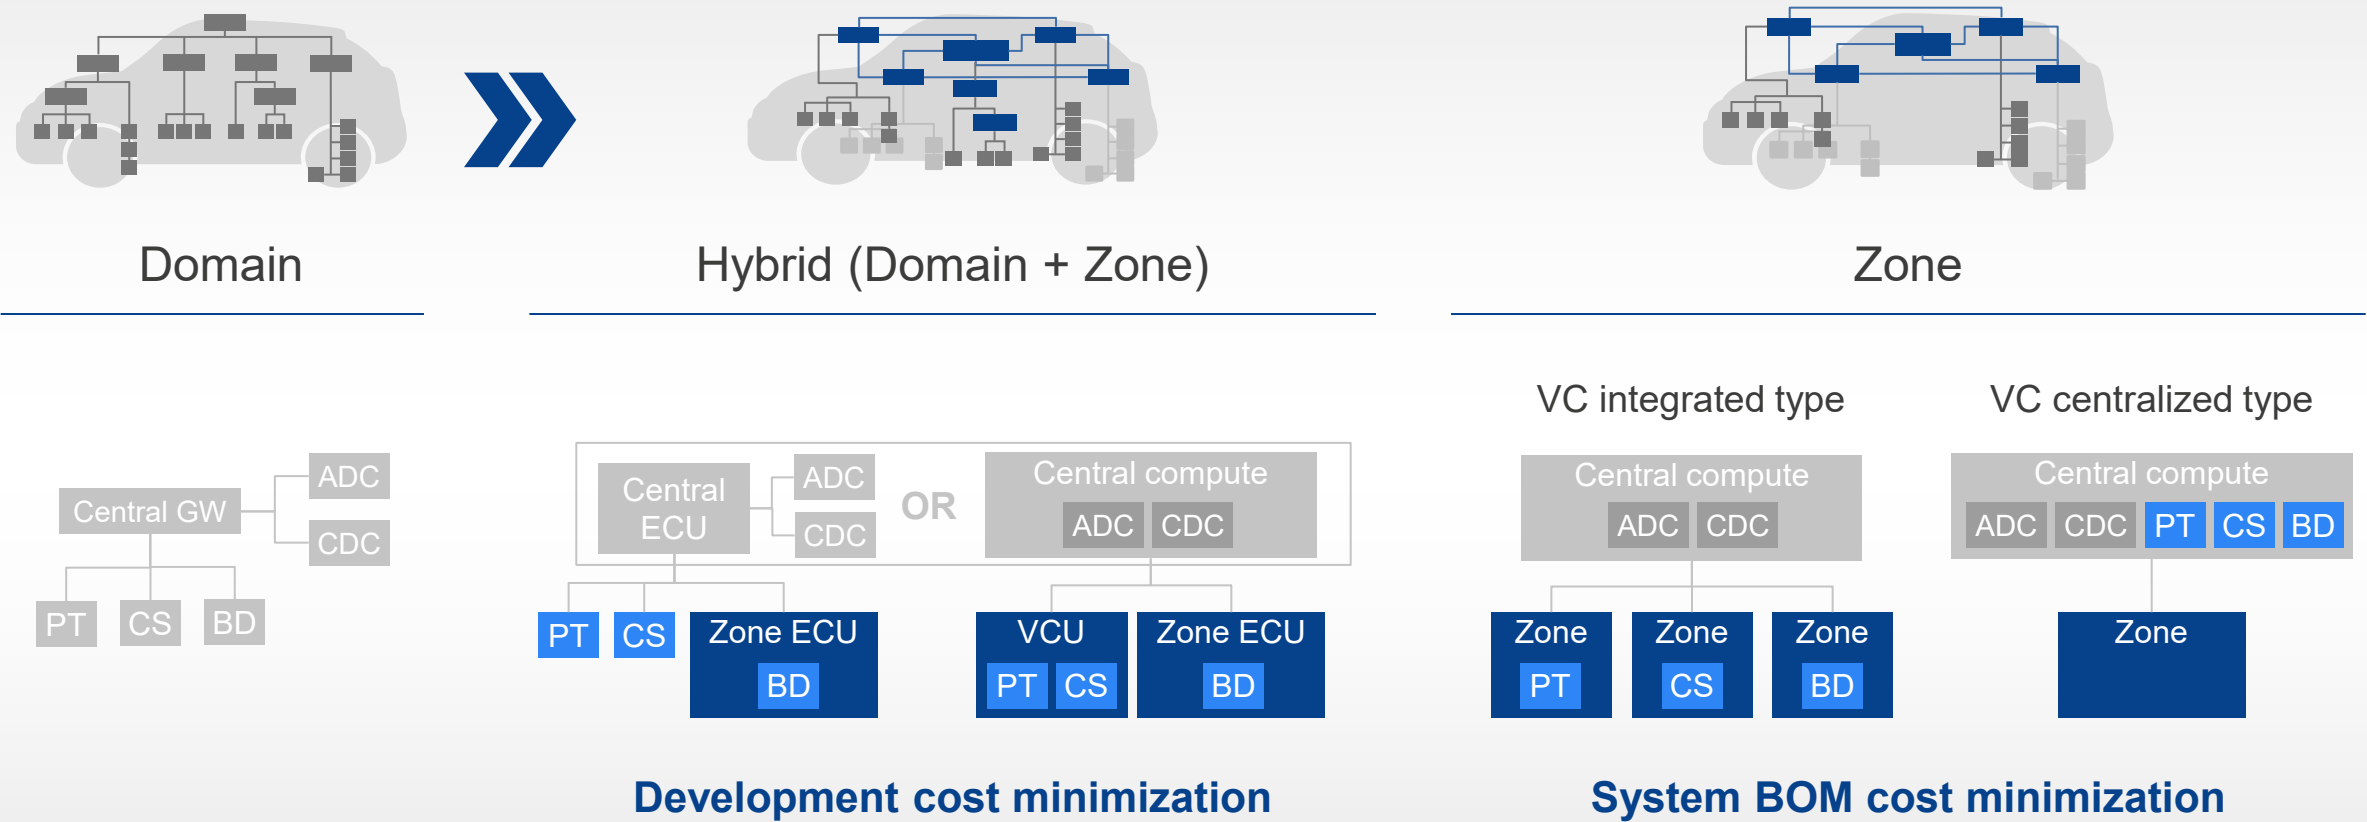 Domain
Hybrid (Domain + Zone)
Zone
VC integrated type
VC centralized type
Central GW
ADC
CDC
PT
CS
BD
Central
ECU
ADC
CDC
OR
Central compute
ADC
CDC
PT
CS
Zone ECU
BD
VCU
PT
CS
Zone ECU
BD
Central compute
ADC
CDC
Zone
PT
Zone
CS
Zone
BD
Central compute
ADC
CDC
PT
CS
BD
Zone
Development cost minimization
System BOM cost minimization